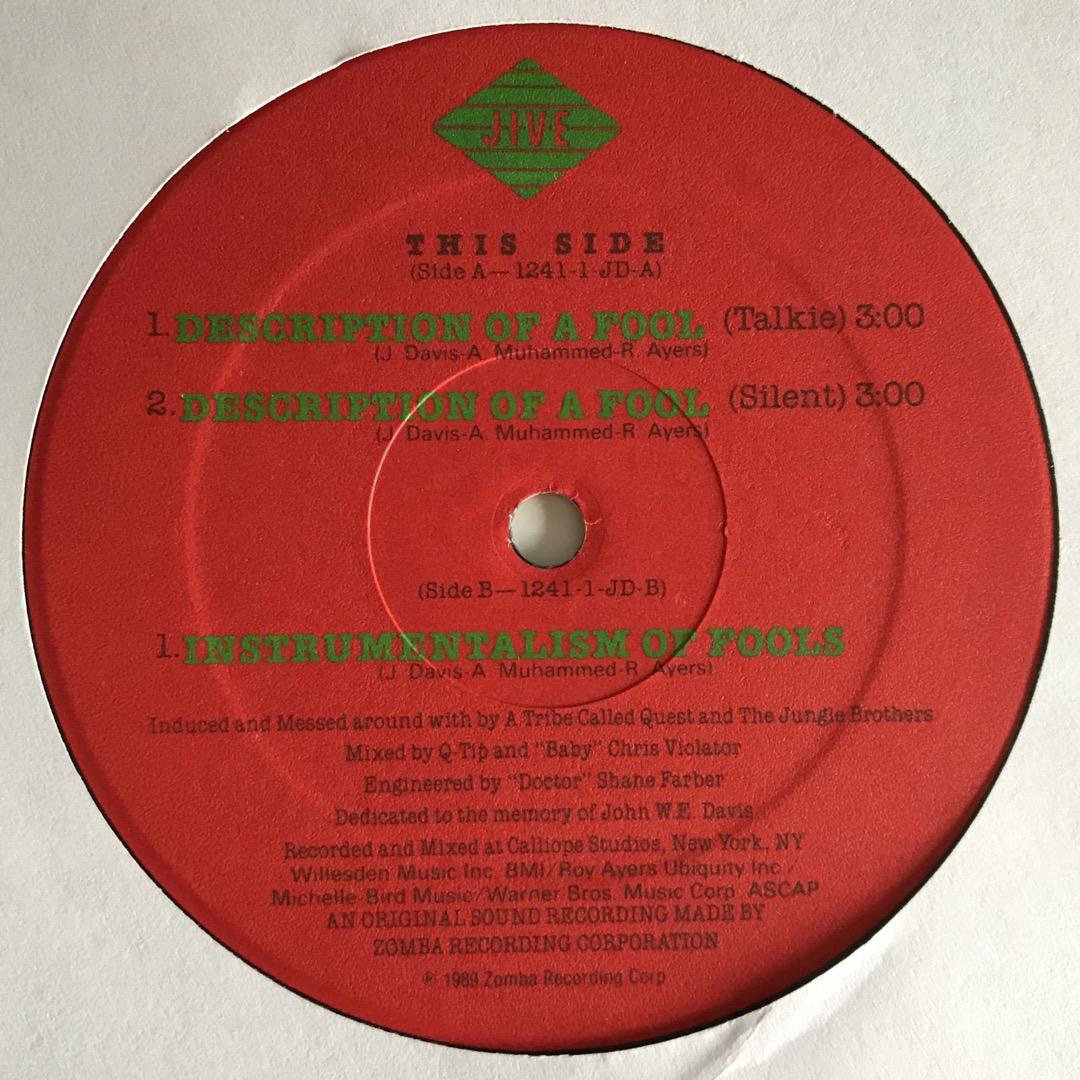 JIVE
THIS SIDE
(Side A—1241-1-JD-A)
1. DESCRIPTION OF A FOOL (Talkie) 3:00
(J. Davis-A. Muhammed-R. Ayers)
2. DESCRIPTION OF A FOOL (Silent) 3:00
(J. Davis-A. Muhammed-R. Ayers)
(Side B—1241-1-JD-B)
1. INSTRUMENTALISM OF FOOLS
(J. Davis-A. Muhammed-R. Ayers)
Induced and Messed around with by A Tribe Called Quest and The Jungle Brothers
Mixed by Q-Tip and "Baby" Chris Violator
Engineered by "Doctor" Shane Farber
Dedicated to the memory of John W.E. Davis
Recorded and Mixed at Calliope Studios, New York, NY
Willesden Music Inc. BMI/Roy Ayers Ubiquity Inc./
Michelle-Bird Music/Warner Bros. Music Corp. ASCAP
AN ORIGINAL SOUND RECORDING MADE BY
ZOMBA RECORDING CORPORATION
℗ 1989 Zomba Recording Corp